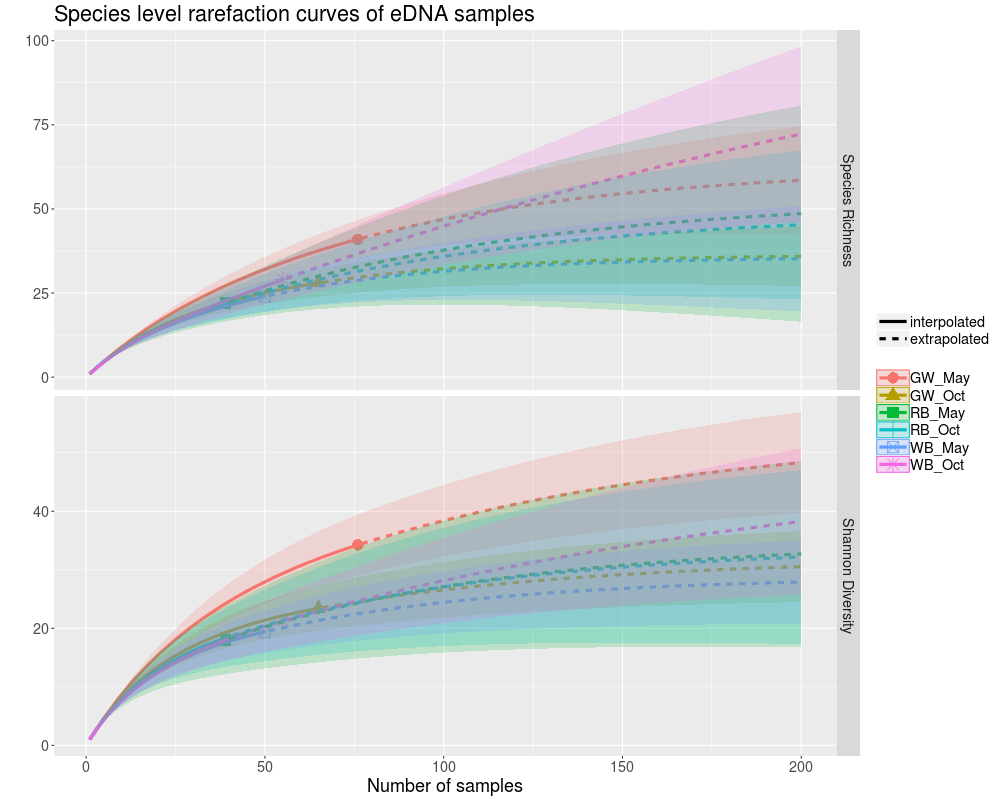 Species level rarefaction curves of eDNA samples
100
75
50
25
0
Species Richness
40
20
0
Shannon Diversity
0 50 100 150 200
Number of samples
interpolated
extrapolated
GW_May
GW_Oct
RB_May
RB_Oct
WB_May
WB_Oct